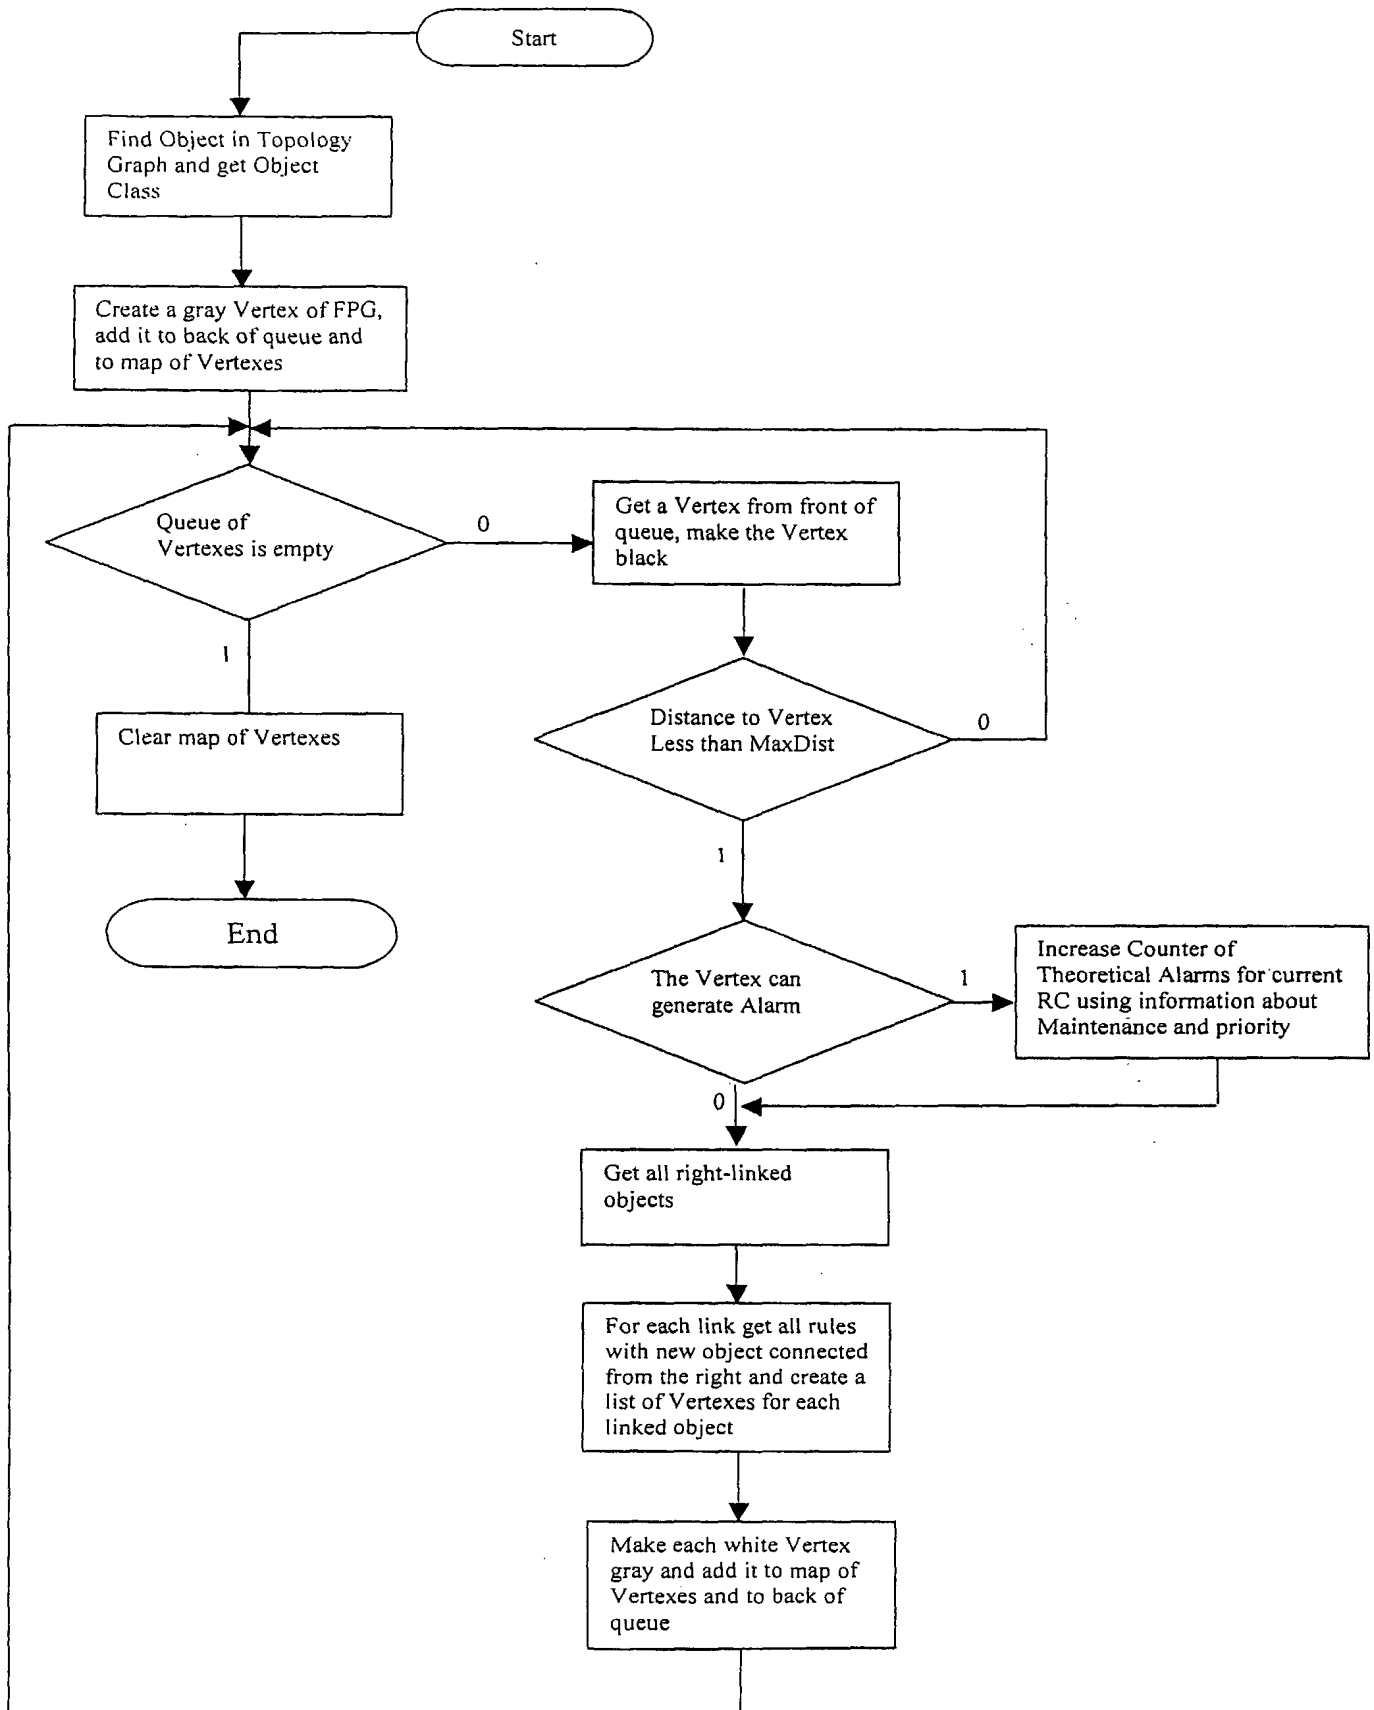 Start
Find Object in Topology
Graph and get Object
Class
Create a gray Vertex of FPG,
add it to back of queue and
to map of Vertexes
Queue of
Vertexes is empty
0
Get a Vertex from front of
queue, make the Vertex
black
1
Clear map of Vertexes
End
Distance to Vertex
Less than MaxDist
0
1
The Vertex can
generate Alarm
1
Increase Counter of
Theoretical Alarms for current
RC using information about
Maintenance and priority
0
Get all right-linked
objects
For each link get all rules
with new object connected
from the right and create a
list of Vertexes for each
linked object
Make each white Vertex
gray and add it to map of
Vertexes and to back of
queue